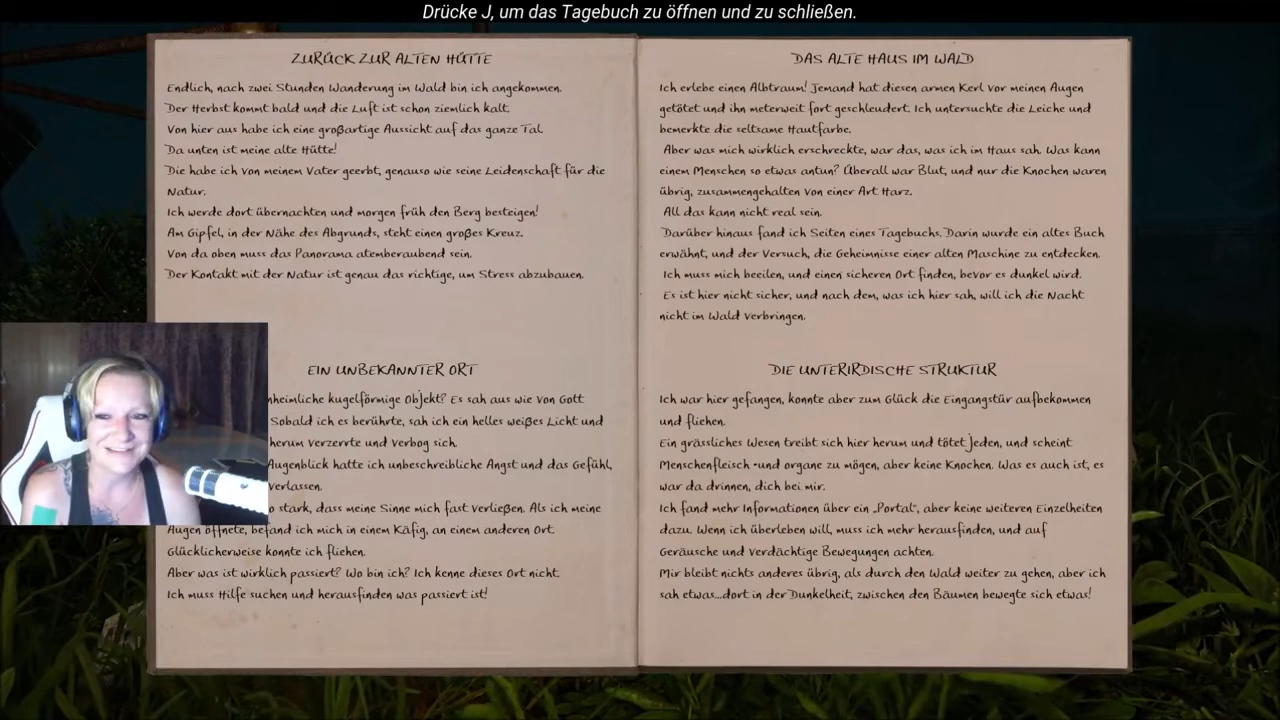 Drücke J, um das Tagebuch zu öffnen und zu schließen.
ZURÜCK ZUR ALTEN HÜTTE
Endlich, nach zwei Stunden Wanderung im Wald bin ich angekommen.
Der Herbst kommt bald und die Luft ist schon ziemlich kalt.
Von hier aus habe ich eine großartige Aussicht auf das ganze Tal.
Da unten ist meine alte Hütte!
Die habe ich von meinem Vater geerbt, genauso wie seine Leidenschaft für die
Natur.
Ich werde dort übernachten und morgen früh den Berg besteigen!
Am Gipfel, in der Nähe des Abgrunds, steht einen großes Kreuz.
Von da oben muss das Panorama atemberaubend sein.
Der Kontakt mit der Natur ist genau das richtige, um Stress abzubauen.
EIN UNBEKANNTER ORT
nheimliche kugelförmige Objekt? Es sah aus wie von Gott
Sobald ich es berührte, sah ich ein helles weißes Licht und
herum verzerrte und verbog sich.
Augenblick hatte ich unbeschreibliche Angst und das Gefühl,
verlassen.
o stark, dass meine Sinne mich fast verließen. Als ich meine
Augen öffnete, befand ich mich in einem Käfig, an einem anderen Ort.
Glücklicherweise konnte ich fliehen.
Aber was ist wirklich passiert? Wo bin ich? Ich kenne dieses Ort nicht.
Ich muss Hilfe suchen und herausfinden was passiert ist!
DAS ALTE HAUS IM WALD
Ich erlebe einen Albtraum! Jemand hat diesen armen Kerl vor meinen Augen
getötet und ihn meterweit fort geschleudert. Ich untersuchte die Leiche und
bemerkte die seltsame Hautfarbe.
Aber was mich wirklich erschreckte, war das, was ich im Haus sah. Was kann
einem Menschen so etwas antun? Überall war Blut, und nur die Knochen waren
übrig, zusammengehalten von einer Art Harz.
All das kann nicht real sein.
Darüber hinaus fand ich Seiten eines Tagebuchs. Darin wurde ein altes Buch
erwähnt, und der Versuch, die Geheimnisse einer alten Maschine zu entdecken.
Ich muss mich beeilen, und einen sicheren Ort finden, bevor es dunkel wird.
Es ist hier nicht sicher, und nach dem, was ich hier sah, will ich die Nacht
nicht im Wald verbringen.
DIE UNTERIRDISCHE STRUKTUR
Ich war hier gefangen, konnte aber zum Glück die Eingangstür aufbekommen
und fliehen.
Ein grässliches Wesen treibt sich hier herum und tötet jeden, und scheint
Menschenfleisch -und organe zu mögen, aber keine Knochen. Was es auch ist, es
war da drinnen, dich bei mir.
Ich fand mehr Informationen über ein „Portal“, aber keine weiteren Einzelheiten
dazu. Wenn ich überleben will, muss ich mehr herausfinden, und auf
Geräusche und verdächtige Bewegungen achten.
Mir bleibt nichts anderes übrig, als durch den Wald weiter zu gehen, aber ich
sah etwas...dort in der Dunkelheit, zwischen den Bäumen bewegte sich etwas!